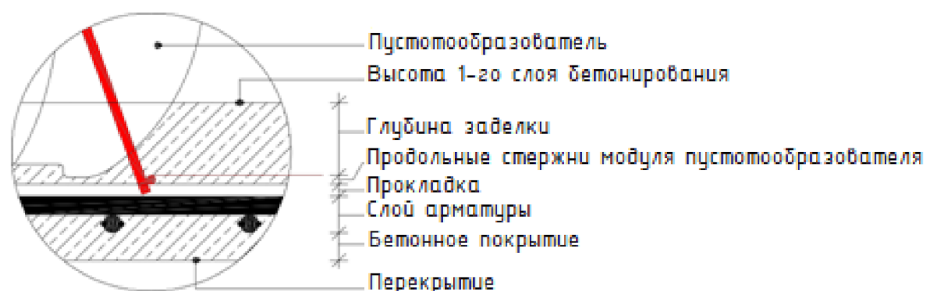 Пустотообразователь
Высота 1-го слоя бетонирования
Глубина заделки
Продольные стержни модуля пустотообразователя
Прокладка
Слой арматуры
Бетонное покрытие
Перекрытие